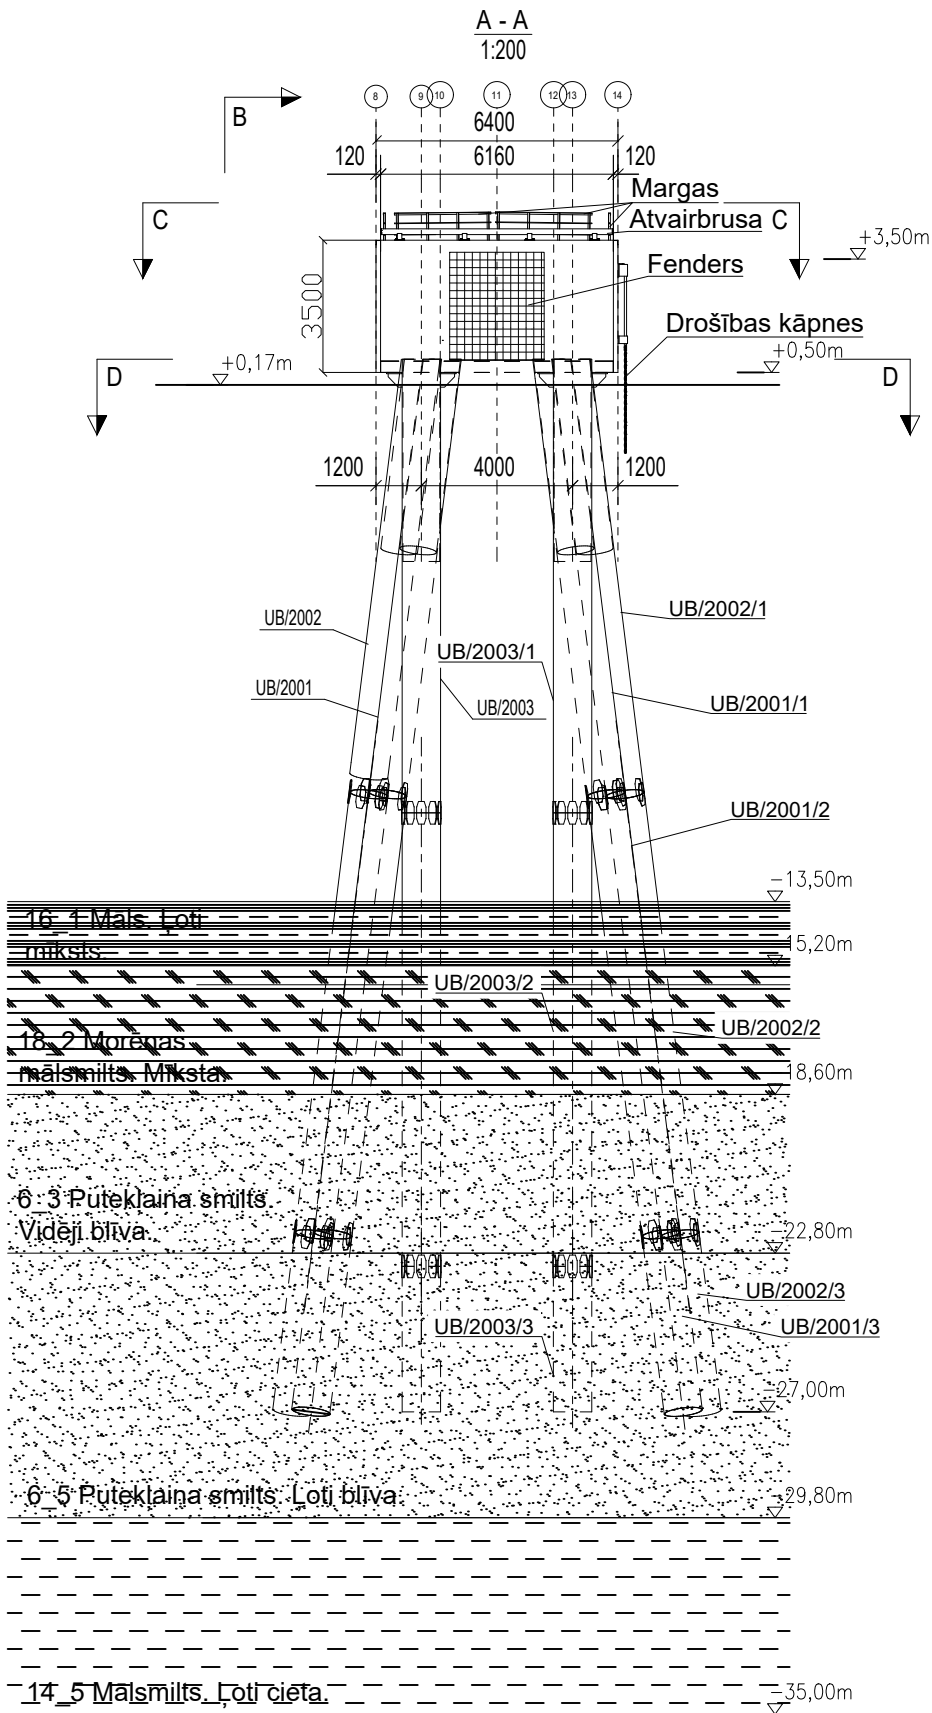 A - A
1:200
8 9 10 11 12 13 14
B
6400
120 6160 120
Margas
C Atvairbrusa C
+3,50m
Fenders
3500
Drošības kāpnes
+0,17m +0,50m
D D
1200 4000 1200
UB/2002 UB/2002/1
UB/2003/1
UB/2001 UB/2003 UB/2001/1
UB/2001/2
-13,50m
16_1 Māls. Ļoti
mīksts.
15,20m
UB/2003/2
18_2 Morēnas
UB/2002/2
mālsmilts. Mīksta.
18,60m
6_3 Putekļaina smilts.
Vidēji blīva.
-22,80m
UB/2002/3
UB/2003/3 UB/2001/3
-27,00m
6_5 Putekļaina smilts. Ļoti blīva.
-29,80m
14_5 Mālsmilts. Ļoti cieta.
-35,00m